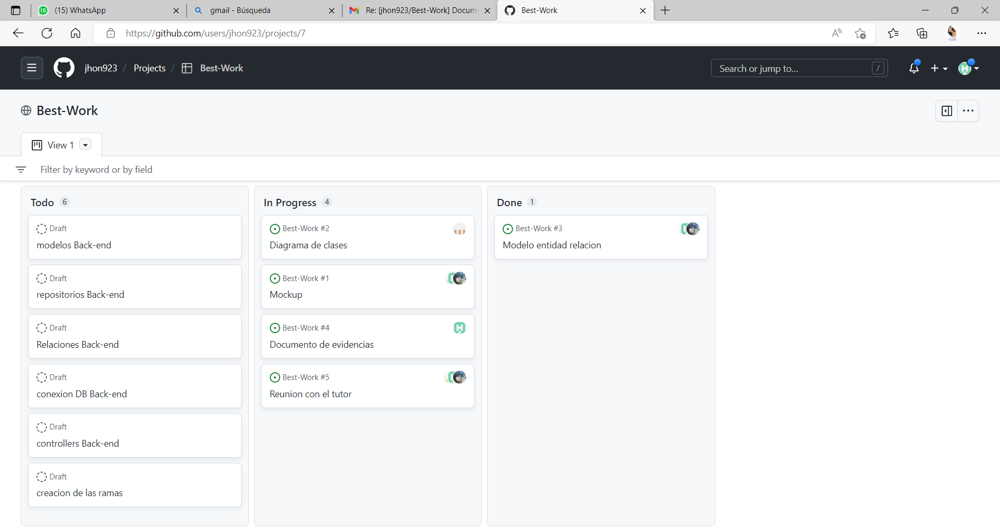 15 (15) WhatsApp
gmail - Búsqueda
Re: [jhon923/Best-Work] Docum
Best-Work
https://github.com/users/jhon923/projects/7
jhon923 / Projects / Best-Work
Search or jump to... /
Best-Work
View 1
Filter by keyword or by field
Todo 6
Draft
modelos Back-end
Draft
repositorios Back-end
Draft
Relaciones Back-end
Draft
conexion DB Back-end
Draft
controllers Back-end
Draft
creacion de las ramas
In Progress 4
Best-Work #2
Diagrama de clases
Best-Work #1
Mockup
Best-Work #4
Documento de evidencias
Best-Work #5
Reunion con el tutor
Done 1
Best-Work #3
Modelo entidad relacion